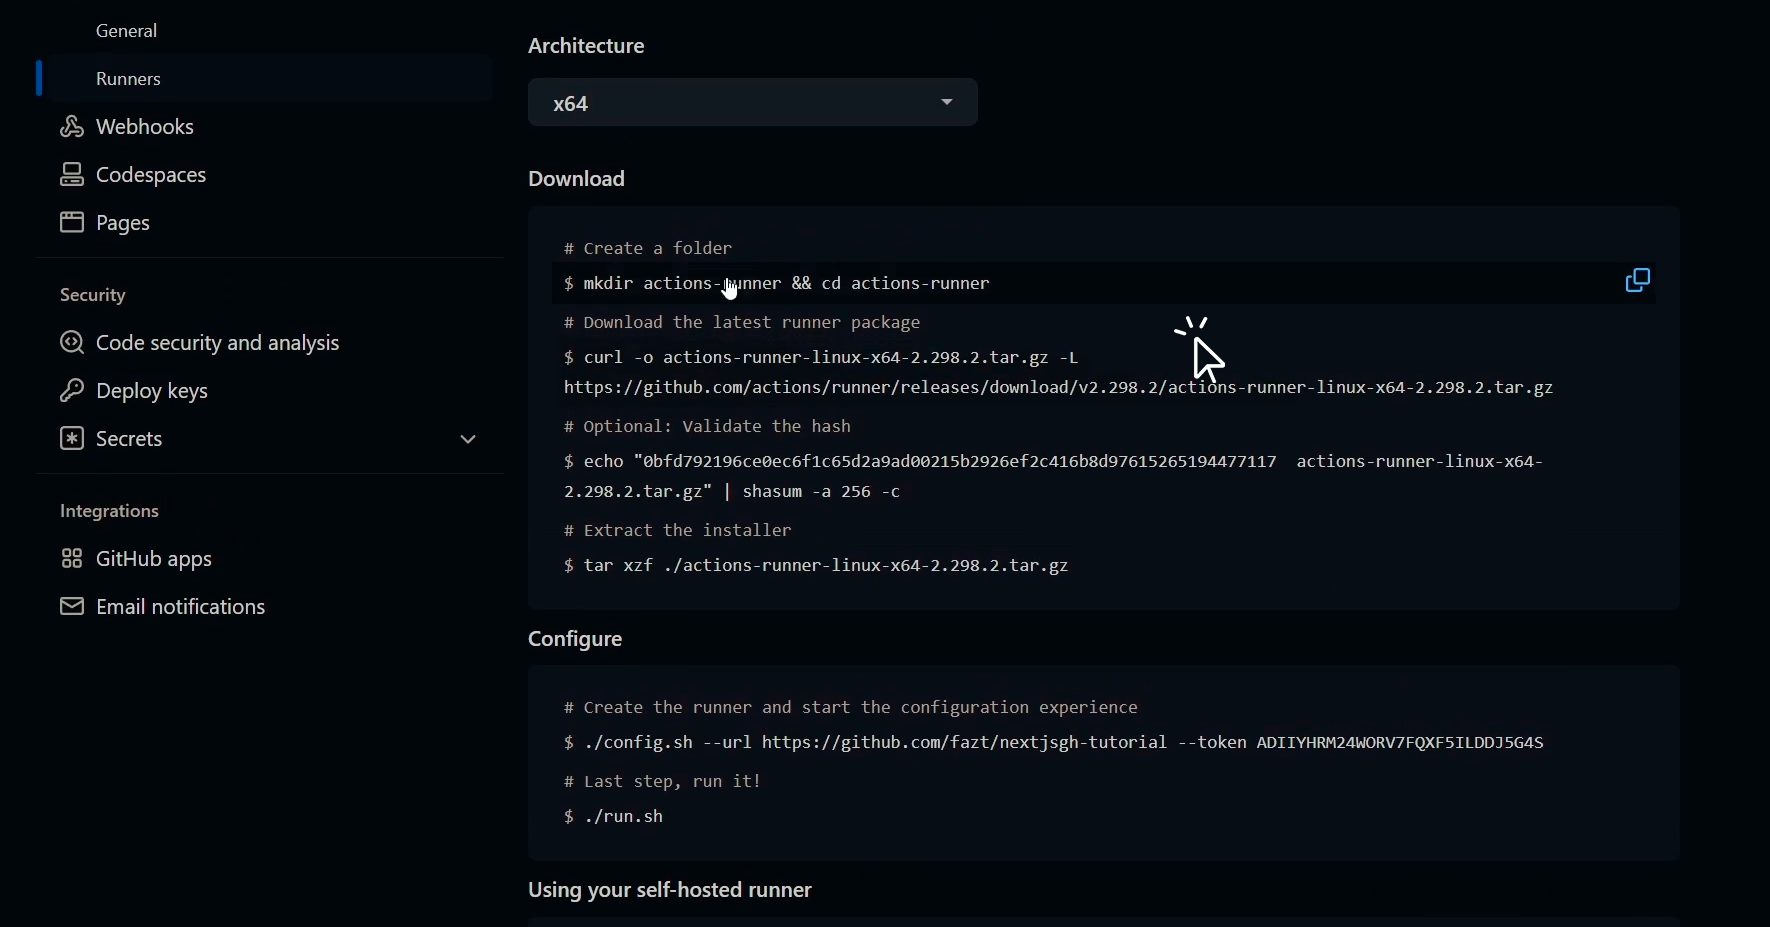 General
Runners
Webhooks
Codespaces
Pages
Security
Code security and analysis
Deploy keys
Secrets
Integrations
GitHub apps
Email notifications
Architecture
x64
Download
# Create a folder
$ mkdir actions-runner && cd actions-runner
# Download the latest runner package
$ curl -o actions-runner-linux-x64-2.298.2.tar.gz -L
https://github.com/actions/runner/releases/download/v2.298.2/actions-runner-linux-x64-2.298.2.tar.gz
# Optional: Validate the hash
$ echo "0bfd792196ce0ec6f1c65d2a9ad00215b2926ef2c416b8d97615265194477117  actions-runner-linux-x64-
2.298.2.tar.gz" | shasum -a 256 -c
# Extract the installer
$ tar xzf ./actions-runner-linux-x64-2.298.2.tar.gz
Configure
# Create the runner and start the configuration experience
$ ./config.sh --url https://github.com/fazt/nextjsgh-tutorial --token ADIIYHRM24WORV7FQXF5ILDDJ5G4S
# Last step, run it!
$ ./run.sh
Using your self-hosted runner